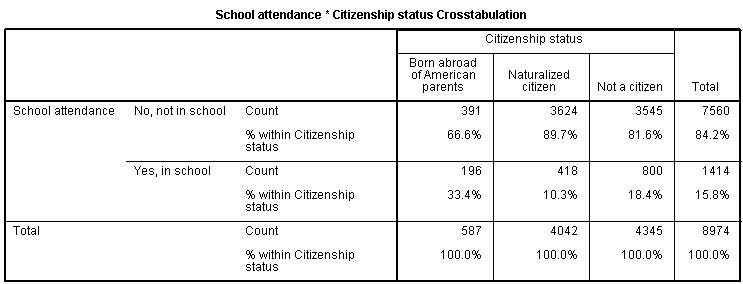 School attendance * Citizenship status Crosstabulation
Citizenship status
Born abroad
of American
parents
Naturalized
citizen
Not a citizen
Total
School attendance No, not in school Count 391 3624 3545 7560
% within Citizenship
status 66.6% 89.7% 81.6% 84.2%
Yes, in school Count 196 418 800 1414
% within Citizenship
status 33.4% 10.3% 18.4% 15.8%
Total Count 587 4042 4345 8974
% within Citizenship
status 100.0% 100.0% 100.0% 100.0%